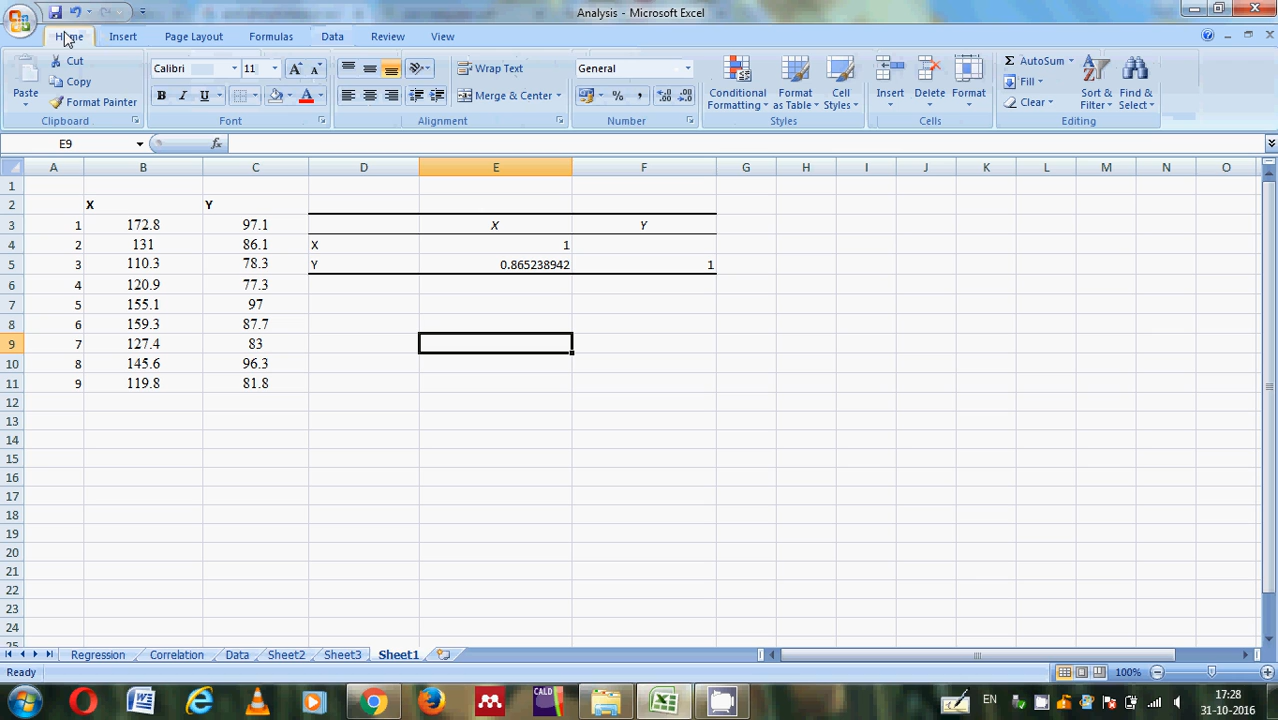 Analysis - Microsoft Excel
Home Insert Page Layout Formulas Data Review View
Paste Cut Copy Format Painter Clipboard
Calibri 11 B I U A Font
Wrap Text Merge & Center Alignment
General % , Number
Conditional Formatting Format as Table Cell Styles Styles
Insert Delete Format Cells
AutoSum Fill Clear Sort & Filter Find & Select Editing
E9 fx
A B C D E F G H I J K L M N O
1
2 X Y
3 1 172.8 97.1 X Y
4 2 131 86.1 X 1
5 3 110.3 78.3 Y 0.865238942 1
6 4 120.9 77.3
7 5 155.1 97
8 6 159.3 87.7
9 7 127.4 83
10 8 145.6 96.3
11 9 119.8 81.8
12
13
14
15
16
17
18
19
20
21
22
23
24
25
Regression Correlation Data Sheet2 Sheet3 Sheet1
Ready 100%
CALD EN 17:28
31-10-2016